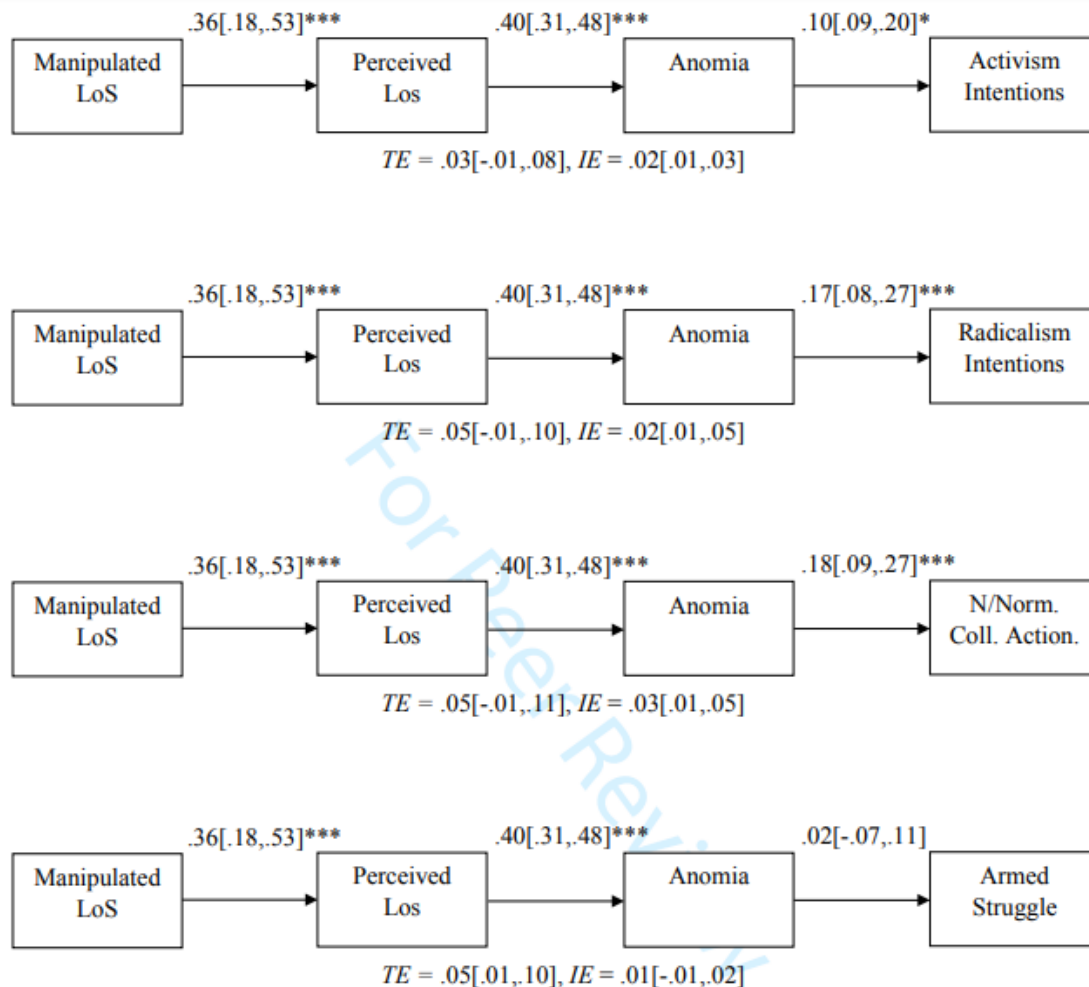 .36[.18,.53]*** .40[.31,.48]*** .10[.09,.20]*
Manipulated LoS
Perceived Los
Anomia
Activism Intentions
TE = .03[-.01,.08], IE = .02[.01,.03]
.36[.18,.53]*** .40[.31,.48]*** .17[.08,.27]***
Manipulated LoS
Perceived Los
Anomia
Radicalism Intentions
TE = .05[-.01,.10], IE = .02[.01,.05]
.36[.18,.53]*** .40[.31,.48]*** .18[.09,.27]***
Manipulated LoS
Perceived Los
Anomia
N/Norm. Coll. Action.
TE = .05[-.01,.11], IE = .03[.01,.05]
.36[.18,.53]*** .40[.31,.48]*** .02[-.07,.11]
Manipulated LoS
Perceived Los
Anomia
Armed Struggle
TE = .05[.01,.10], IE = .01[-.01,.02]
For Peer Review